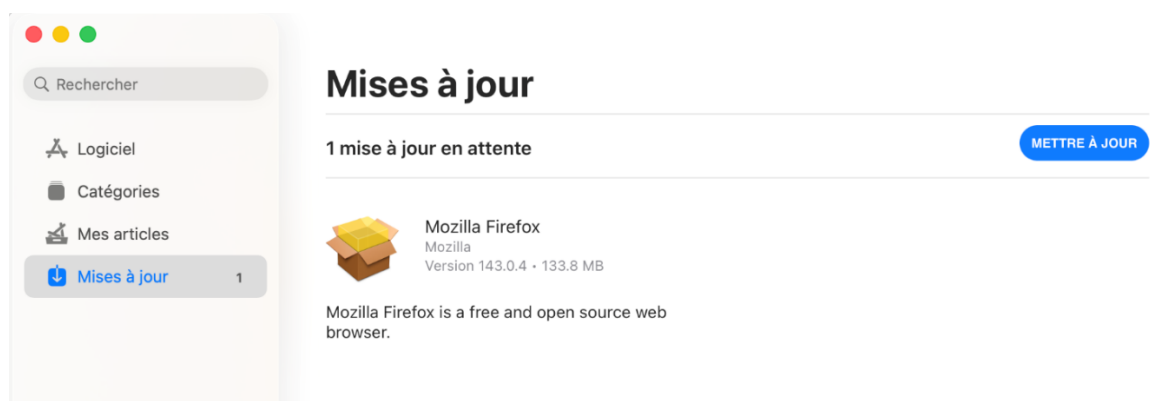 Rechercher
Logiciel
Catégories
Mes articles
Mises à jour 1
Mises à jour
1 mise à jour en attente
METTRE À JOUR
Mozilla Firefox
Mozilla
Version 143.0.4 • 133.8 MB
Mozilla Firefox is a free and open source web
browser.